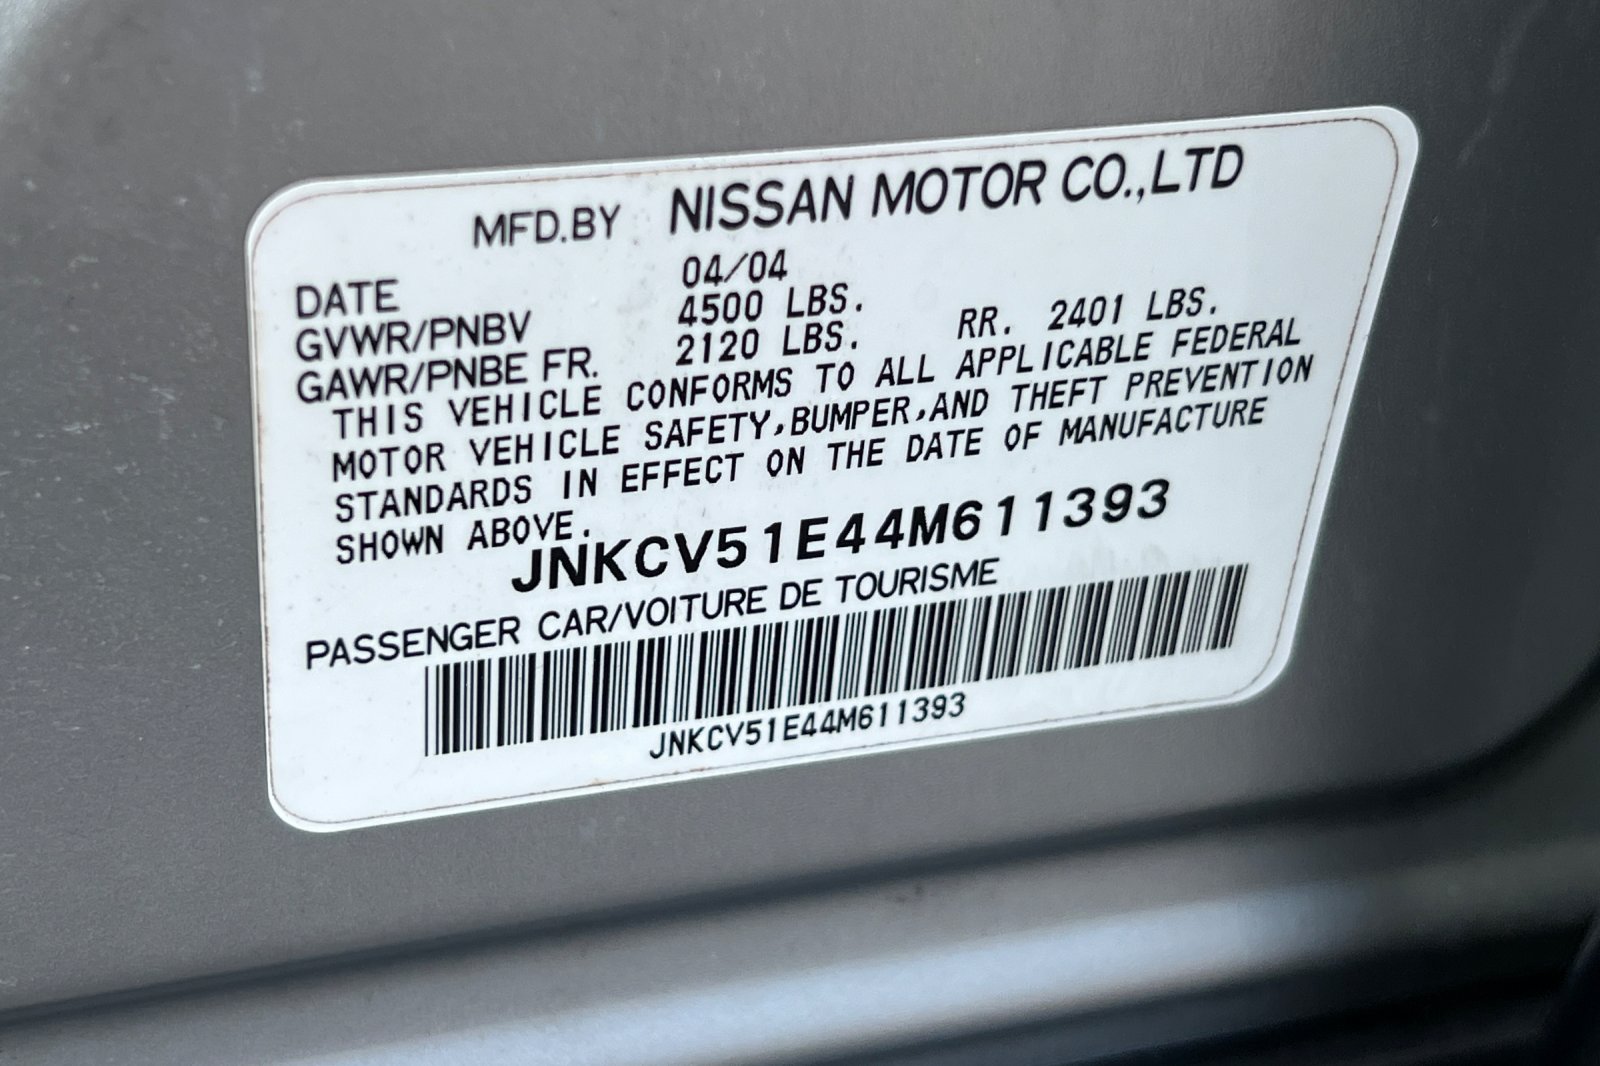 MFD.BY NISSAN MOTOR CO.,LTD
DATE 04/04
GVWR/PNBV 4500 LBS.
GAWR/PNBE FR. 2120 LBS. RR. 2401 LBS.
THIS VEHICLE CONFORMS TO ALL APPLICABLE FEDERAL
MOTOR VEHICLE SAFETY,BUMPER,AND THEFT PREVENTION
STANDARDS IN EFFECT ON THE DATE OF MANUFACTURE
SHOWN ABOVE.
JNKCV51E44M611393
PASSENGER CAR/VOITURE DE TOURISME
JNKCV51E44M611393